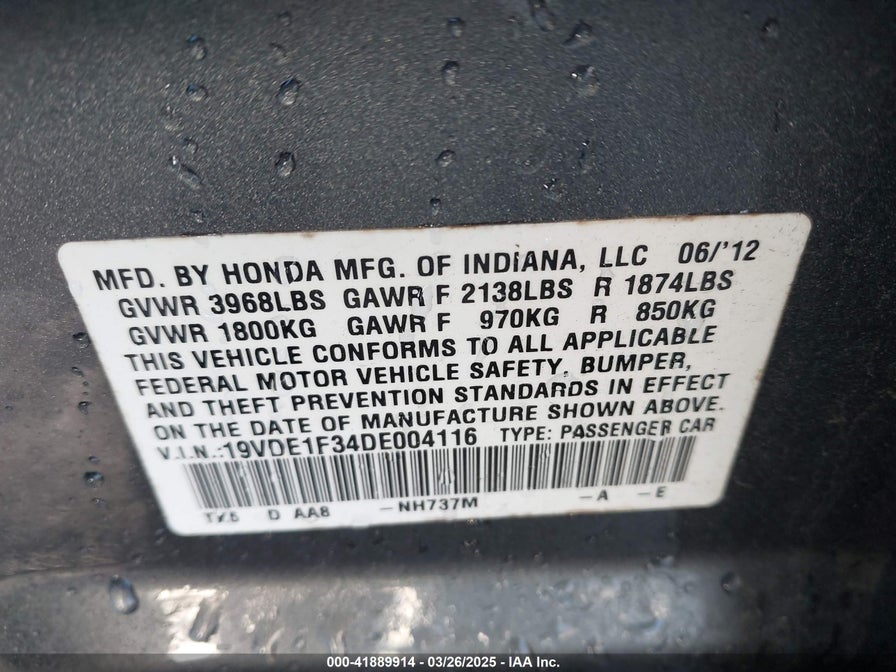 MFD. BY HONDA MFG. OF INDIANA, LLC 06/'12
GVWR 3968LBS GAWR F 2138LBS R 1874LBS
GVWR 1800KG GAWR F 970KG R 850KG
THIS VEHICLE CONFORMS TO ALL APPLICABLE
FEDERAL MOTOR VEHICLE SAFETY, BUMPER,
AND THEFT PREVENTION STANDARDS IN EFFECT
ON THE DATE OF MANUFACTURE SHOWN ABOVE.
V.I.N.:19VDE1F34DE004116 TYPE: PASSENGER CAR
TX6 D AA8 -NH737M -A -E
000-41889914 - 03/26/2025 - IAA Inc.